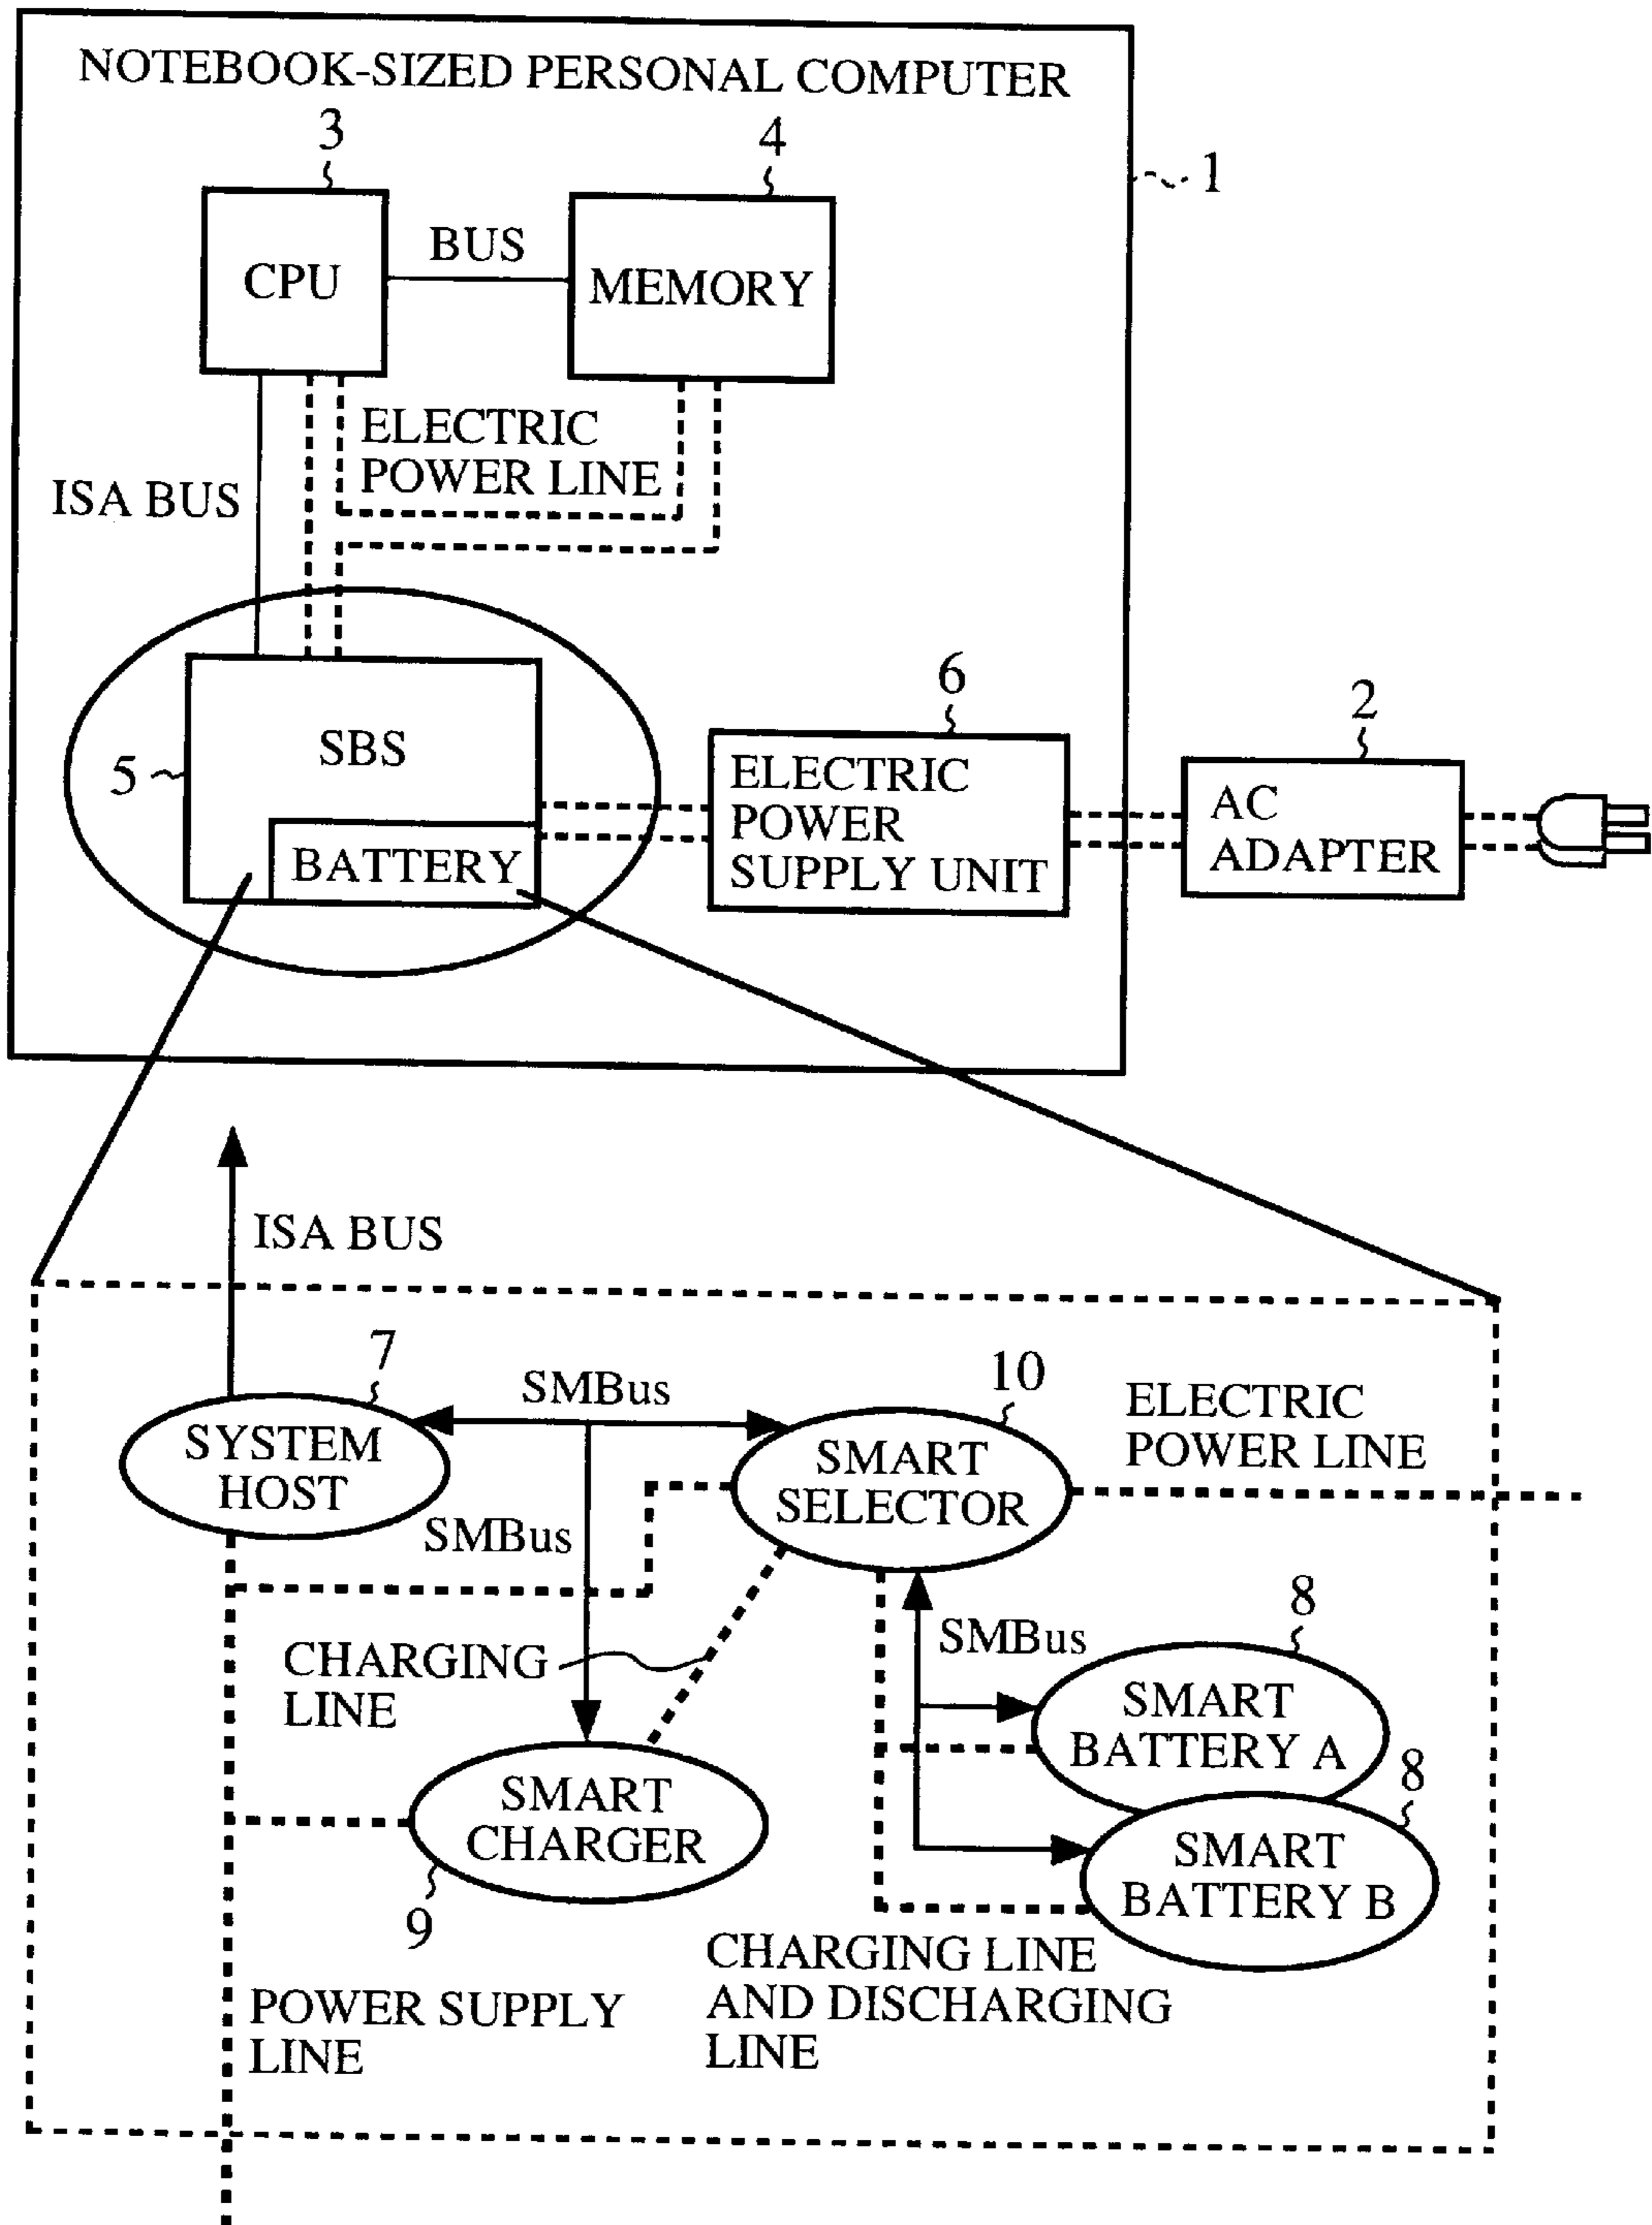 NOTEBOOK-SIZED PERSONAL COMPUTER
3
4
1
CPU
BUS
MEMORY
ELECTRIC
POWER LINE
ISA BUS
6
2
5
SBS
BATTERY
ELECTRIC
POWER
SUPPLY UNIT
AC
ADAPTER
ISA BUS
7
SMBus
10
ELECTRIC
POWER LINE
SYSTEM
HOST
SMART
SELECTOR
SMBus
8
SMBus
CHARGING
LINE
SMART
BATTERY A
8
SMART
CHARGER
SMART
BATTERY B
9
CHARGING LINE
AND DISCHARGING
LINE
POWER SUPPLY
LINE